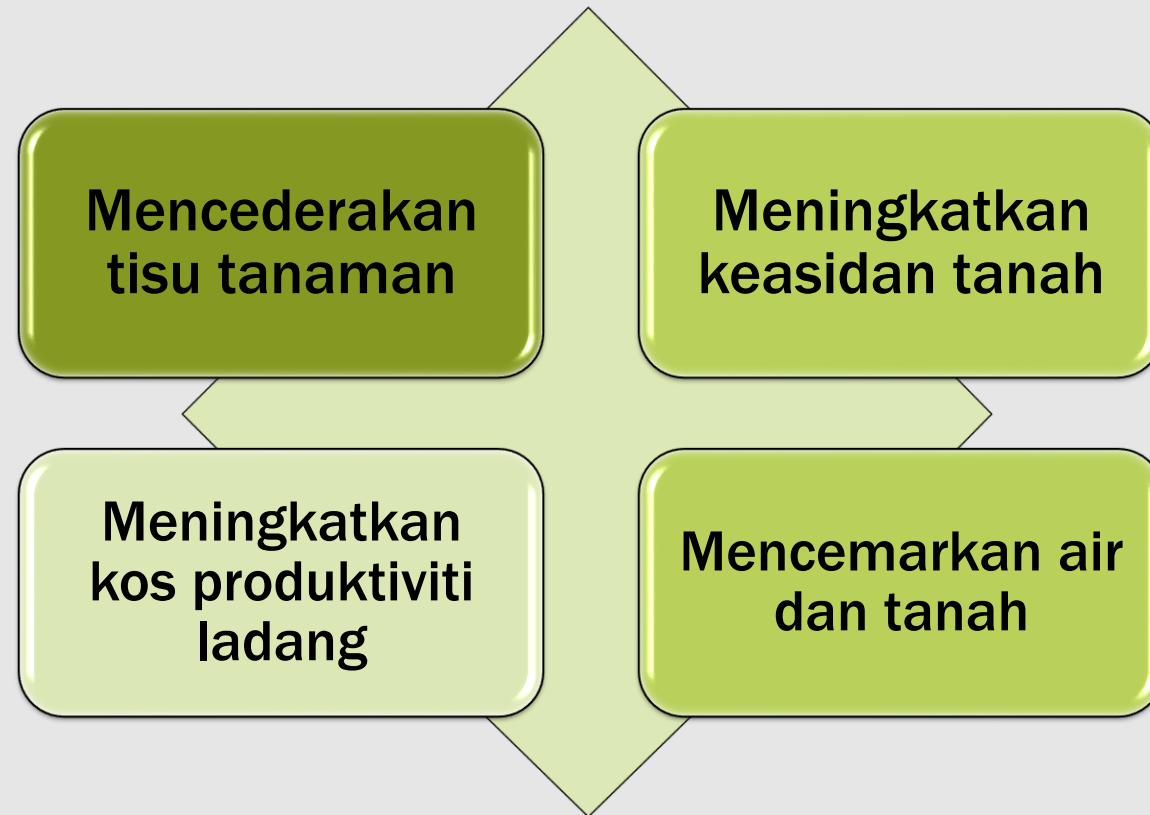 Mencederakan
tisu tanaman
Meningkatkan
keasidan tanah
Meningkatkan
kos produktiviti
ladang
Mencemarkan air
dan tanah